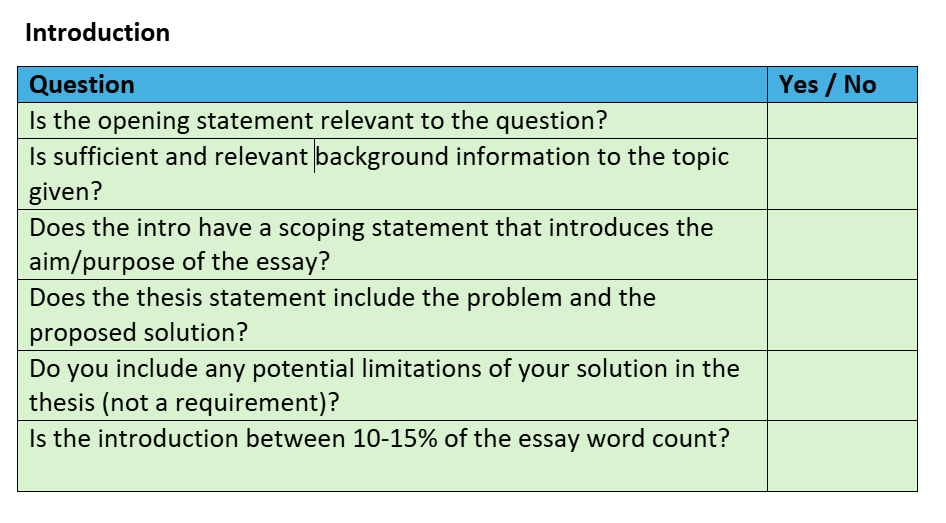 Introduction
Question Yes / No
Is the opening statement relevant to the question?
Is sufficient and relevant background information to the topic
given?
Does the intro have a scoping statement that introduces the
aim/purpose of the essay?
Does the thesis statement include the problem and the
proposed solution?
Do you include any potential limitations of your solution in the
thesis (not a requirement)?
Is the introduction between 10-15% of the essay word count?